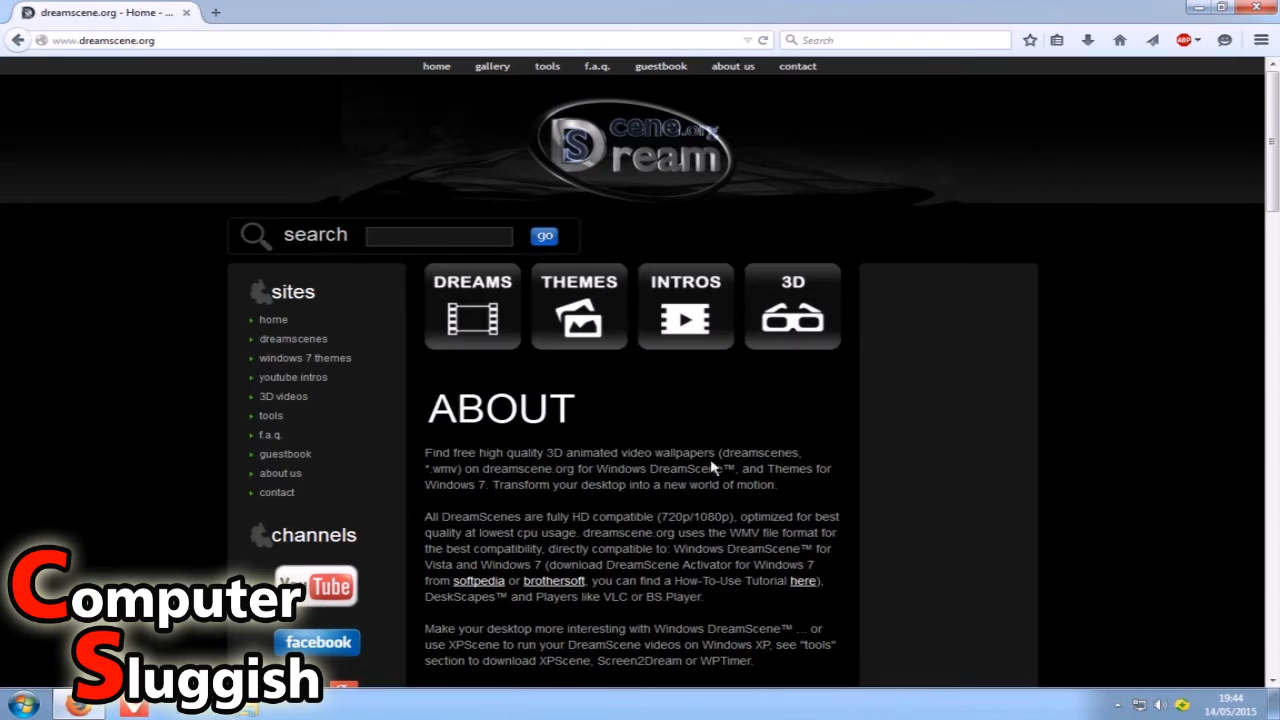 dreamscene.org - Home - ...
www.dreamscene.org
Search
ABP
home gallery tools f.a.q. guestbook about us contact
DS cene.org
Dream
search go
sites
home
dreamscenes
windows 7 themes
youtube intros
3D videos
tools
f.a.q.
guestbook
about us
contact
channels
YouTube
facebook
DREAMS THEMES INTROS 3D
ABOUT
Find free high quality 3D animated video wallpapers (dreamscenes,
*.wmv) on dreamscene.org for Windows DreamScene™, and Themes for
Windows 7. Transform your desktop into a new world of motion.
All DreamScenes are fully HD compatible (720p/1080p), optimized for best
quality at lowest cpu usage. dreamscene.org uses the WMV file format for
the best compatibility, directly compatible to: Windows DreamScene™ for
Vista and Windows 7 (download DreamScene Activator for Windows 7
from softpedia or brothersoft, you can find a How-To-Use Tutorial here),
DeskScapes™ and Players like VLC or BS.Player.
Make your desktop more interesting with Windows DreamScene™ ... or
use XPScene to run your DreamScene videos on Windows XP, see "tools"
section to download XPScene, Screen2Dream or WPTimer.
Computer
Sluggish
19:44
14/05/2015